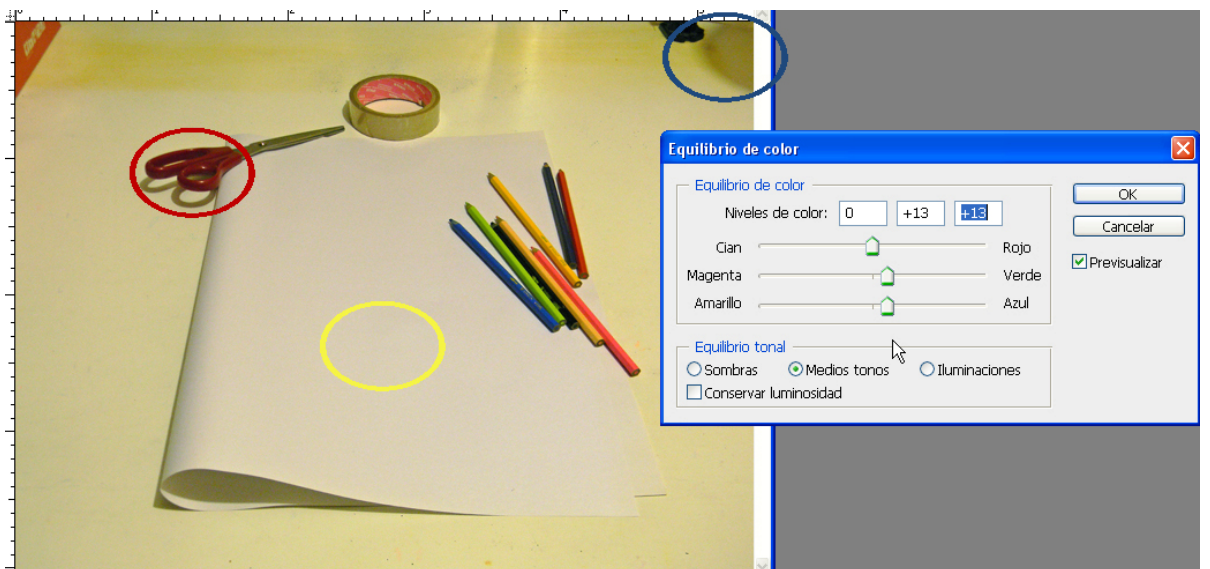 Equilibrio de color
Equilibrio de color
Niveles de color: 0 +13 +13
Cian Rojo
Magenta Verde
Amarillo Azul
OK
Cancelar
Previsualizar
Equilibrio tonal
Sombras Medios tonos Iluminaciones
Conservar luminosidad